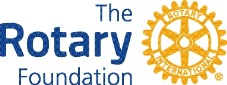 The
Rotary
Foundation
ROTARY
INTERNATIONAL
®